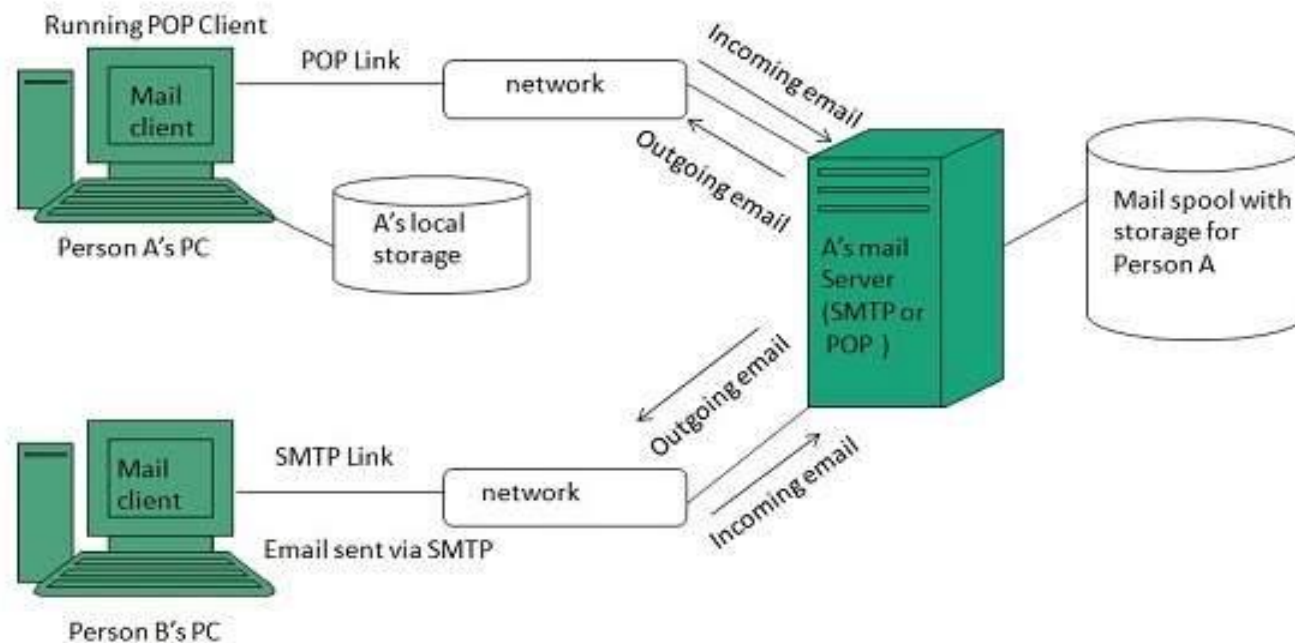 Running POP Client
POP Link
network
Incoming email
Outgoing email
Mail
client
Person A's PC
A's local
storage
A's mail
Server
(SMTP or
POP )
Mail spool with
storage for
Person A
Outgoing email
Incoming email
Mail
client
SMTP Link
network
Email sent via SMTP
Person B's PC